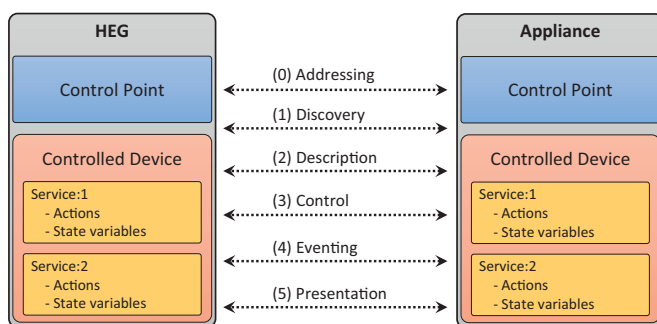 HEG
Control Point
Controlled Device
Service:1
- Actions
- State variables
Service:2
- Actions
- State variables
(0) Addressing
(1) Discovery
(2) Description
(3) Control
(4) Eventing
(5) Presentation
Appliance
Control Point
Controlled Device
Service:1
- Actions
- State variables
Service:2
- Actions
- State variables